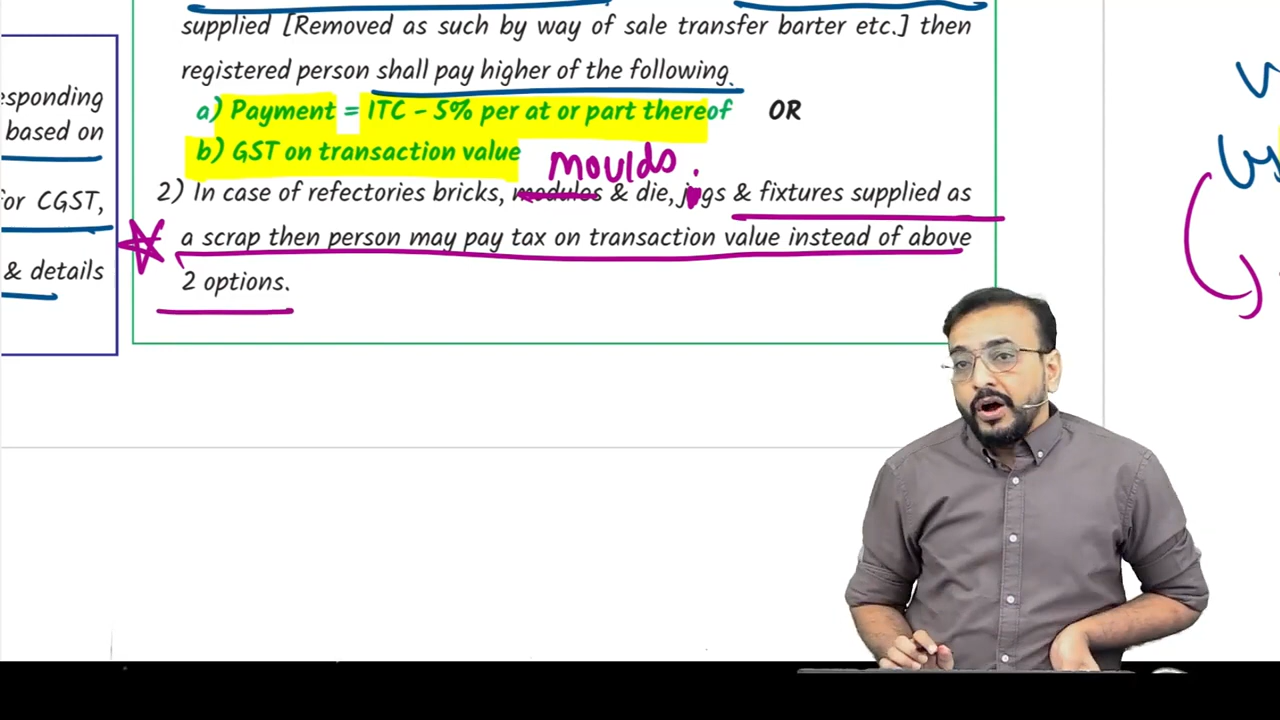 supplied [Removed as such by way of sale transfer barter etc.] then
registered person shall pay higher of the following
a) Payment = ITC - 5% per at or part thereof OR
b) GST on transaction value
moulds.
2) In case of refectories bricks, modules & die, jigs & fixtures supplied as
a scrap then person may pay tax on transaction value instead of above
2 options.
esponding
based on
for CGST,
& details